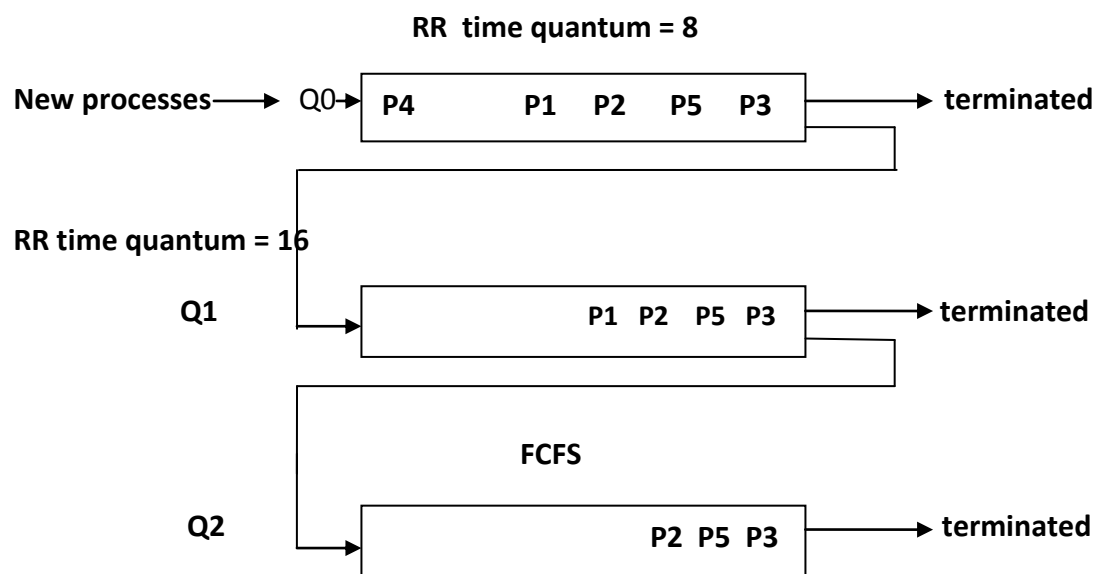 RR time quantum = 8
New processes Q0 P4 P1 P2 P5 P3 terminated
RR time quantum = 16
Q1 P1 P2 P5 P3 terminated
FCFS
Q2 P2 P5 P3 terminated